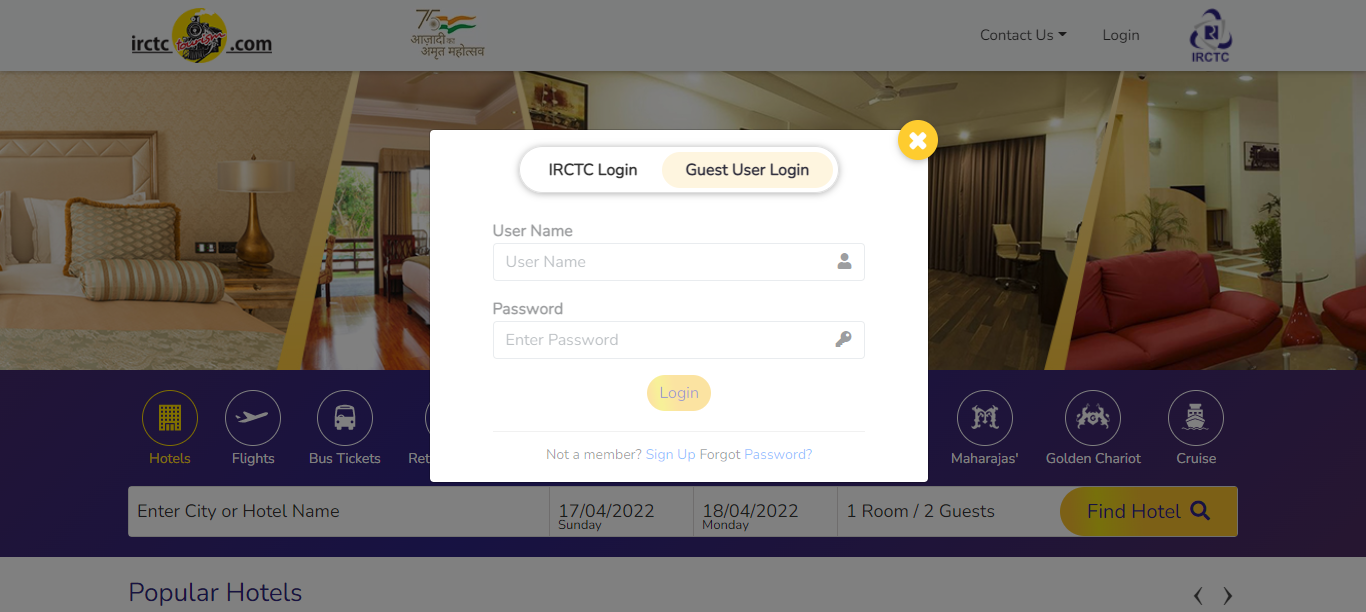 irctc tourism .com
75
आज़ादी का
अमृत महोत्सव
Contact Us
Login
IRCTC
IRCTC Login
Guest User Login
User Name
User Name
Password
Enter Password
Login
Not a member? Sign Up Forgot Password?
Hotels
Flights
Bus Tickets
Ret
Maharajas'
Golden Chariot
Cruise
Enter City or Hotel Name
17/04/2022
Sunday
18/04/2022
Monday
1 Room / 2 Guests
Find Hotel
Popular Hotels